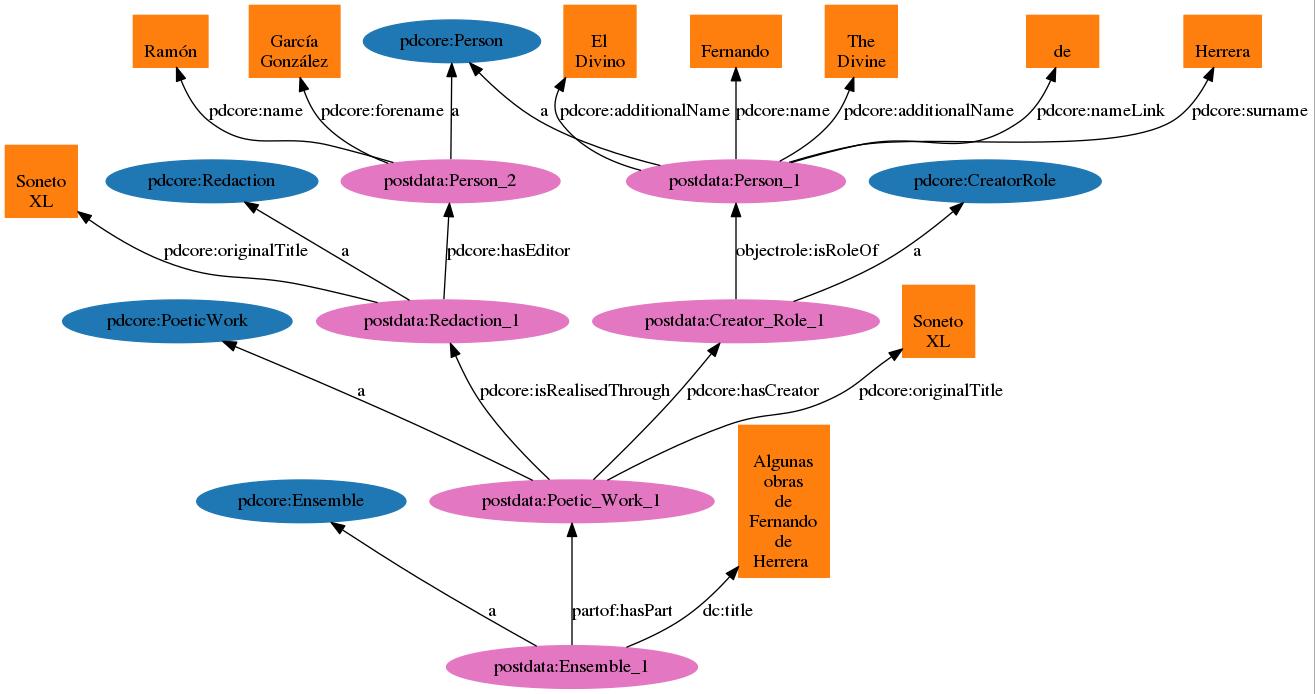 Ramón
García
González
pdcore:Person
El
Divino
Fernando
The
Divine
de
Herrera
pdcore:name
pdcore:forename
a
a
pdcore:additionalName
pdcore:name
pdcore:additionalName
pdcore:nameLink
pdcore:surname
Soneto
XL
pdcore:Redaction
postdata:Person_2
postdata:Person_1
pdcore:CreatorRole
pdcore:originalTitle
a
pdcore:hasEditor
objectrole:isRoleOf
a
pdcore:PoeticWork
postdata:Redaction_1
postdata:Creator_Role_1
Soneto
XL
a
pdcore:isRealisedThrough
pdcore:hasCreator
pdcore:originalTitle
pdcore:Ensemble
postdata:Poetic_Work_1
Algunas
obras
de
Fernando
de
Herrera
a
partof:hasPart
dc:title
postdata:Ensemble_1